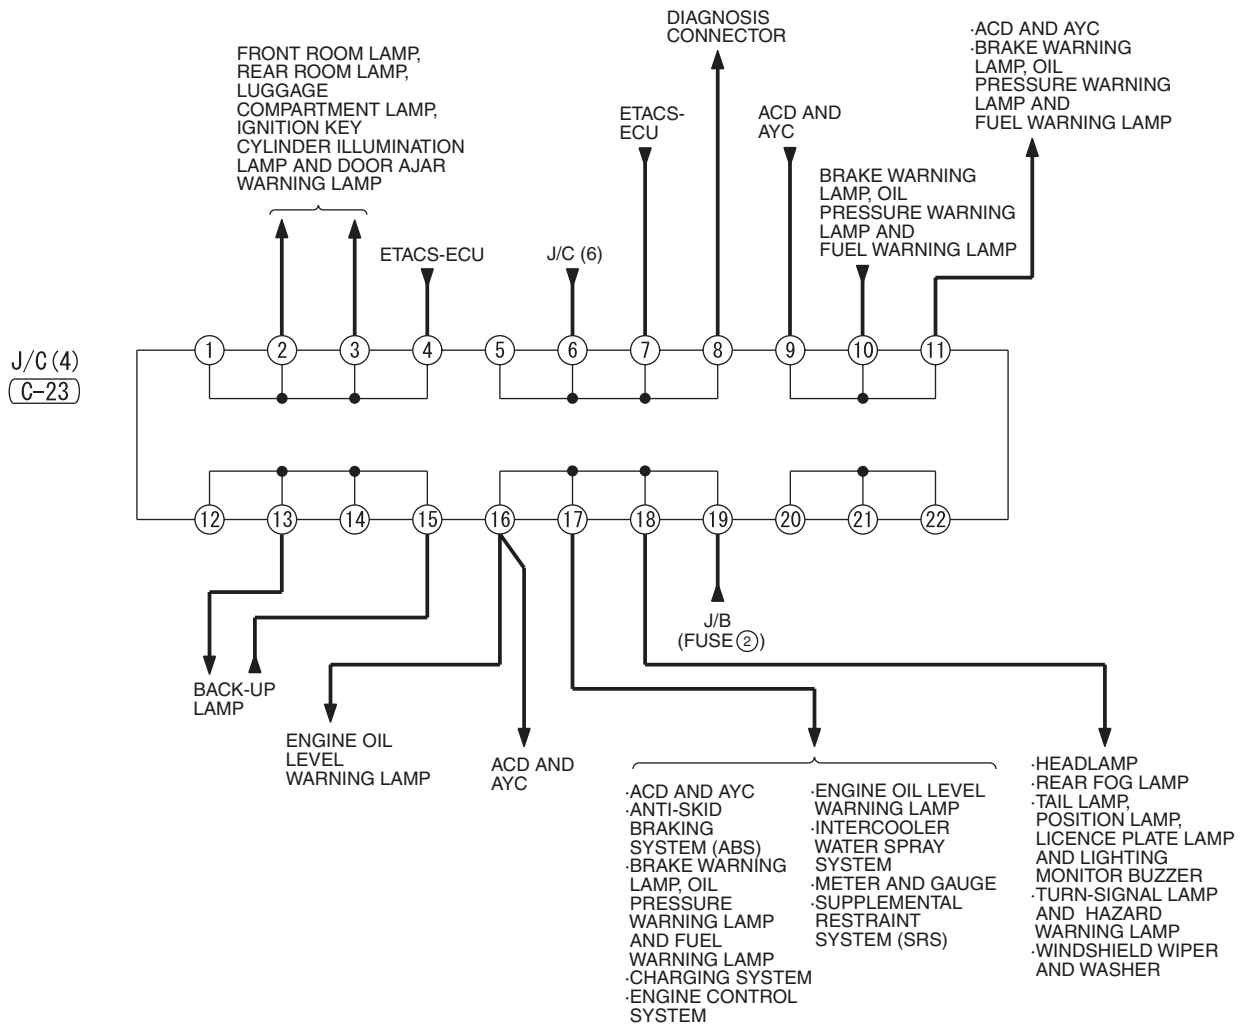 DIAGNOSIS
CONNECTOR
·ACD AND AYC
·BRAKE WARNING
LAMP, OIL
PRESSURE WARNING
LAMP AND
FUEL WARNING LAMP
FRONT ROOM LAMP,
REAR ROOM LAMP,
LUGGAGE
COMPARTMENT LAMP,
IGNITION KEY
CYLINDER ILLUMINATION
LAMP AND DOOR AJAR
WARNING LAMP
ETACS-
ECU
ACD AND
AYC
BRAKE WARNING
LAMP, OIL
PRESSURE WARNING
LAMP AND
FUEL WARNING LAMP
ETACS-ECU
J/C (6)
J/C (4)
C-23
1 2 3 4 5 6 7 8 9 10 11
12 13 14 15 16 17 18 19 20 21 22
J/B
(FUSE 2)
BACK-UP
LAMP
ENGINE OIL
LEVEL
WARNING LAMP
ACD AND
AYC
·ACD AND AYC
·ANTI-SKID
BRAKING
SYSTEM (ABS)
·BRAKE WARNING
LAMP, OIL
PRESSURE
WARNING LAMP
AND FUEL
WARNING LAMP
·CHARGING SYSTEM
·ENGINE CONTROL
SYSTEM
·ENGINE OIL LEVEL
WARNING LAMP
·INTERCOOLER
WATER SPRAY
SYSTEM
·METER AND GAUGE
·SUPPLEMENTAL
RESTRAINT
SYSTEM (SRS)
·HEADLAMP
·REAR FOG LAMP
·TAIL LAMP,
POSITION LAMP,
LICENCE PLATE LAMP
AND LIGHTING
MONITOR BUZZER
·TURN-SIGNAL LAMP
AND HAZARD
WARNING LAMP
·WINDSHIELD WIPER
AND WASHER